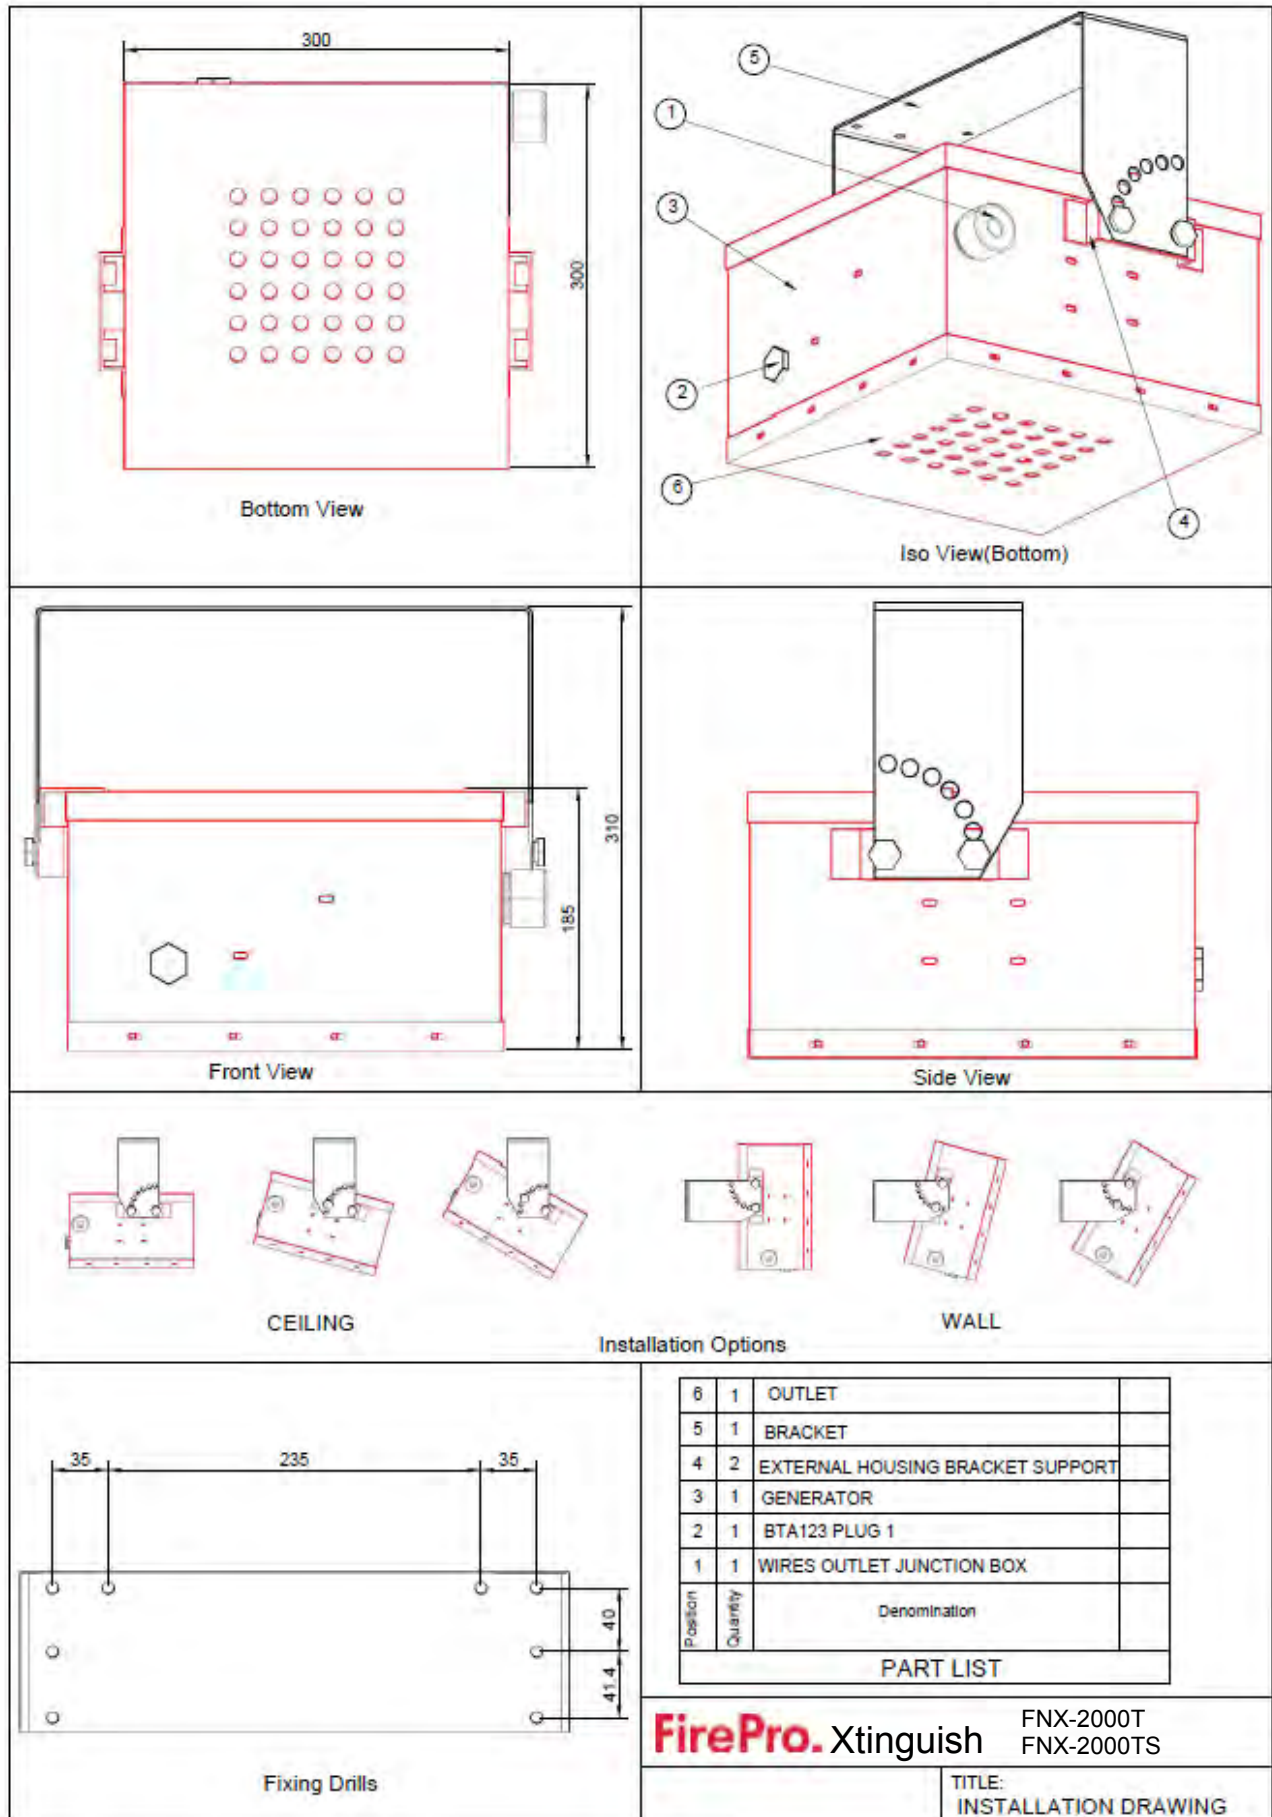 300
300
Bottom View
5
1
3
2
6
4
Iso View(Bottom)
310
185
Front View
Side View
CEILING
WALL
Installation Options
35
235
35
40
41.4
Fixing Drills
6 1 OUTLET
5 1 BRACKET
4 2 EXTERNAL HOUSING BRACKET SUPPORT
3 1 GENERATOR
2 1 BTA123 PLUG 1
1 1 WIRES OUTLET JUNCTION BOX
Position Quantity Denomination
PART LIST
FirePro. Xtinguish
FNX-2000T
FNX-2000TS
TITLE:
INSTALLATION DRAWING